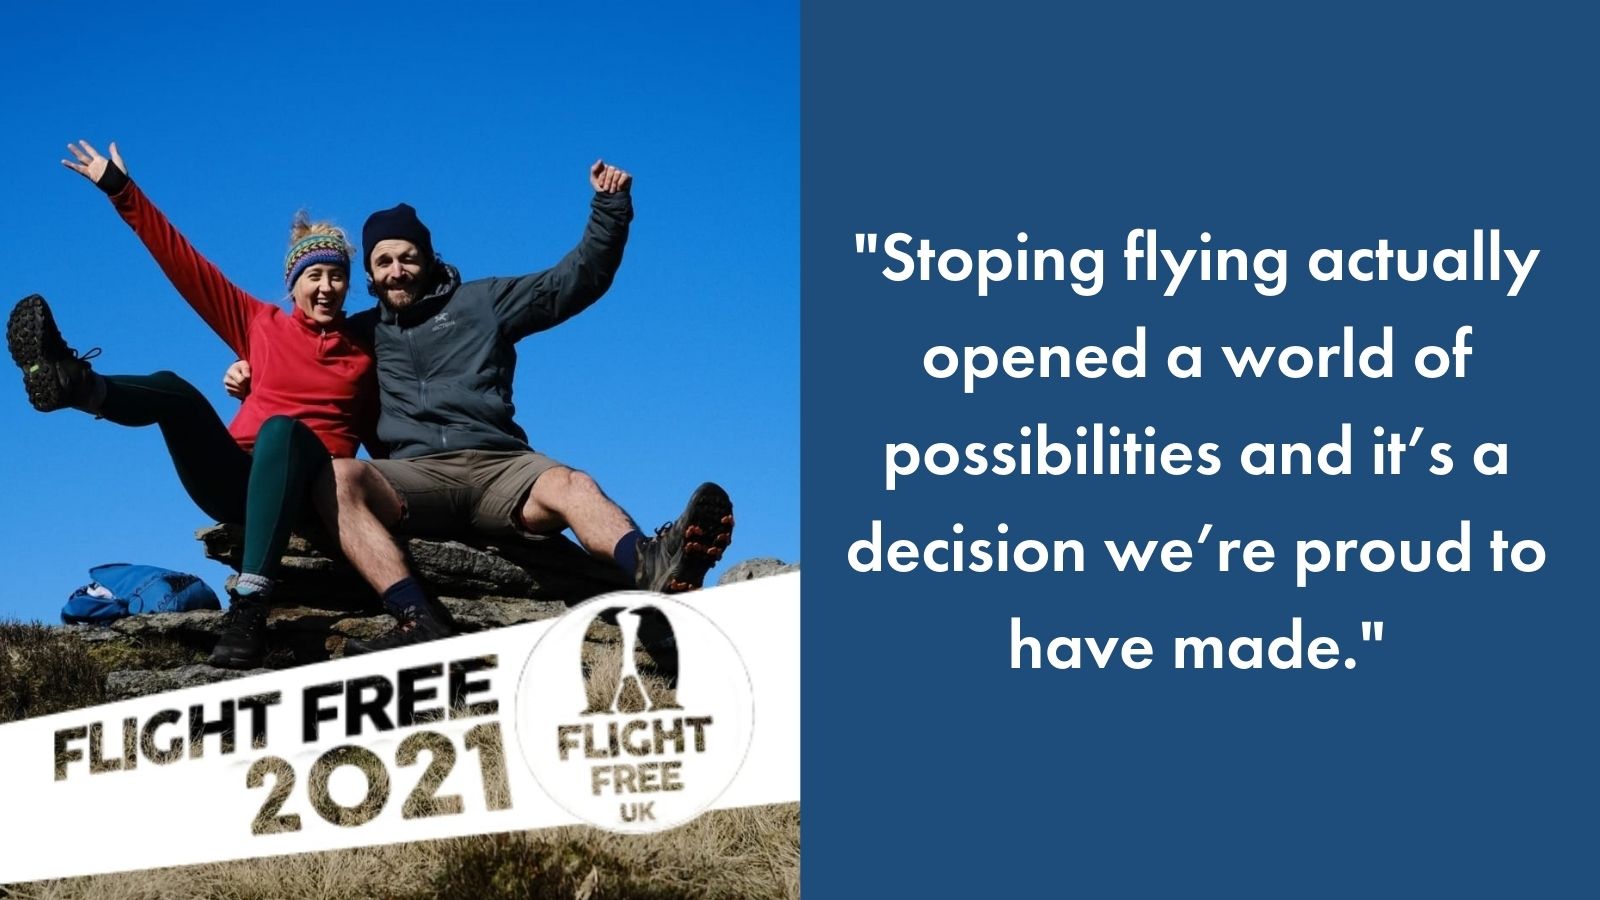 "Stoping flying actually
opened a world of
possibilities and it’s a
decision we’re proud to
have made."
FLIGHT FREE
2021
FLIGHT
FREE
UK